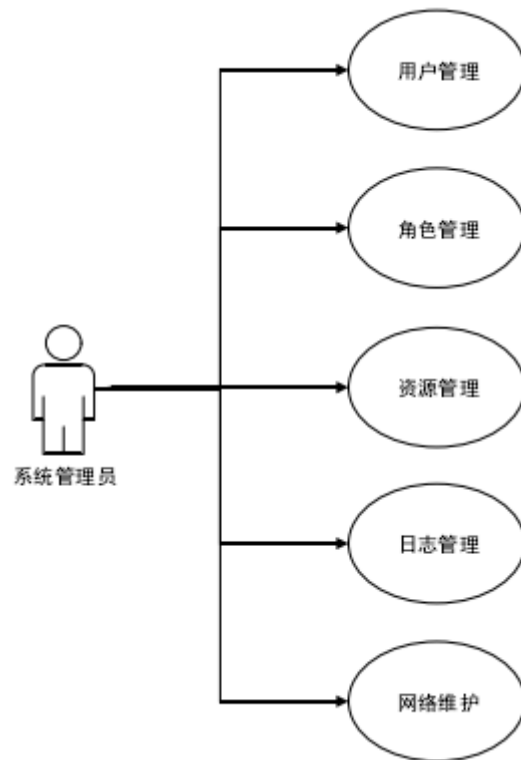 用户管理
角色管理
资源管理
系统管理员
日志管理
网络维护